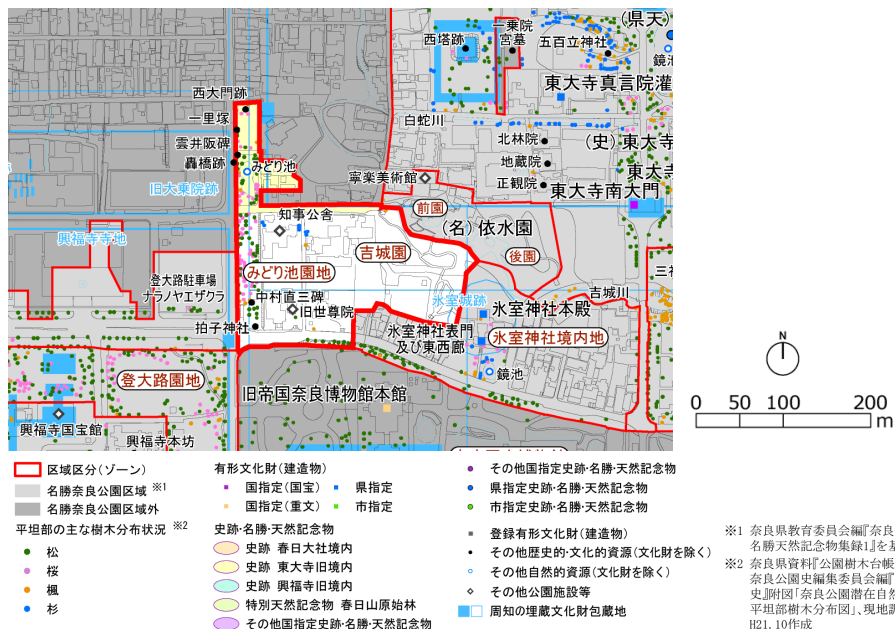 (県天)
一乗院
宮墓
西塔跡
五百立神社
鏡池
東大寺真言院灌
西大門跡
一里塚
雲井阪碑
轟橋跡
みどり池
白蛇川
北林院
地蔵院
正観院
(史)東大寺
東大寺
東大寺南大門
寧楽美術館
旧大乗院跡
知事公舎
前園
(名)依水園
後園
興福寺寺地
吉城園
みどり池園地
登大路駐車場
ナラノヤエザクラ
中村直三碑
旧世尊院
拍子神社
氷室城跡
吉城川
三社
氷室神社本殿
氷室神社表門
及び東西廊
氷室神社境内地
鏡池
登大路園地
旧帝国奈良博物館本館
興福寺国宝館
興福寺本坊
N
0 50 100 200
m
区域区分(ゾーン)
名勝奈良公園区域 ※1
名勝奈良公園区域外
平坦部の主な樹木分布状況 ※2
松
桜
楓
杉
有形文化財(建造物)
国指定(国宝) 県指定
国指定(重文) 市指定
史跡・名勝・天然記念物
史跡 春日大社境内
史跡 東大寺旧境内
史跡 興福寺旧境内
特別天然記念物 春日山原始林
その他国指定史跡・名勝・天然記念物
その他国指定史跡・名勝・天然記念物
県指定史跡・名勝・天然記念物
市指定史跡・名勝・天然記念物
登録有形文化財(建造物)
その他歴史的・文化的資源(文化財を除く)
その他自然的資源(文化財を除く)
その他公園施設等
周知の埋蔵文化財包蔵地
※1 奈良県教育委員会編『奈良
名勝天然記念物集録1』を基
※2 奈良県資料『公園樹木台帳
奈良公園史編集委員会編『
史』附図「奈良公園潜在自然
平坦部樹木分布図」、現地調
H21.10作成